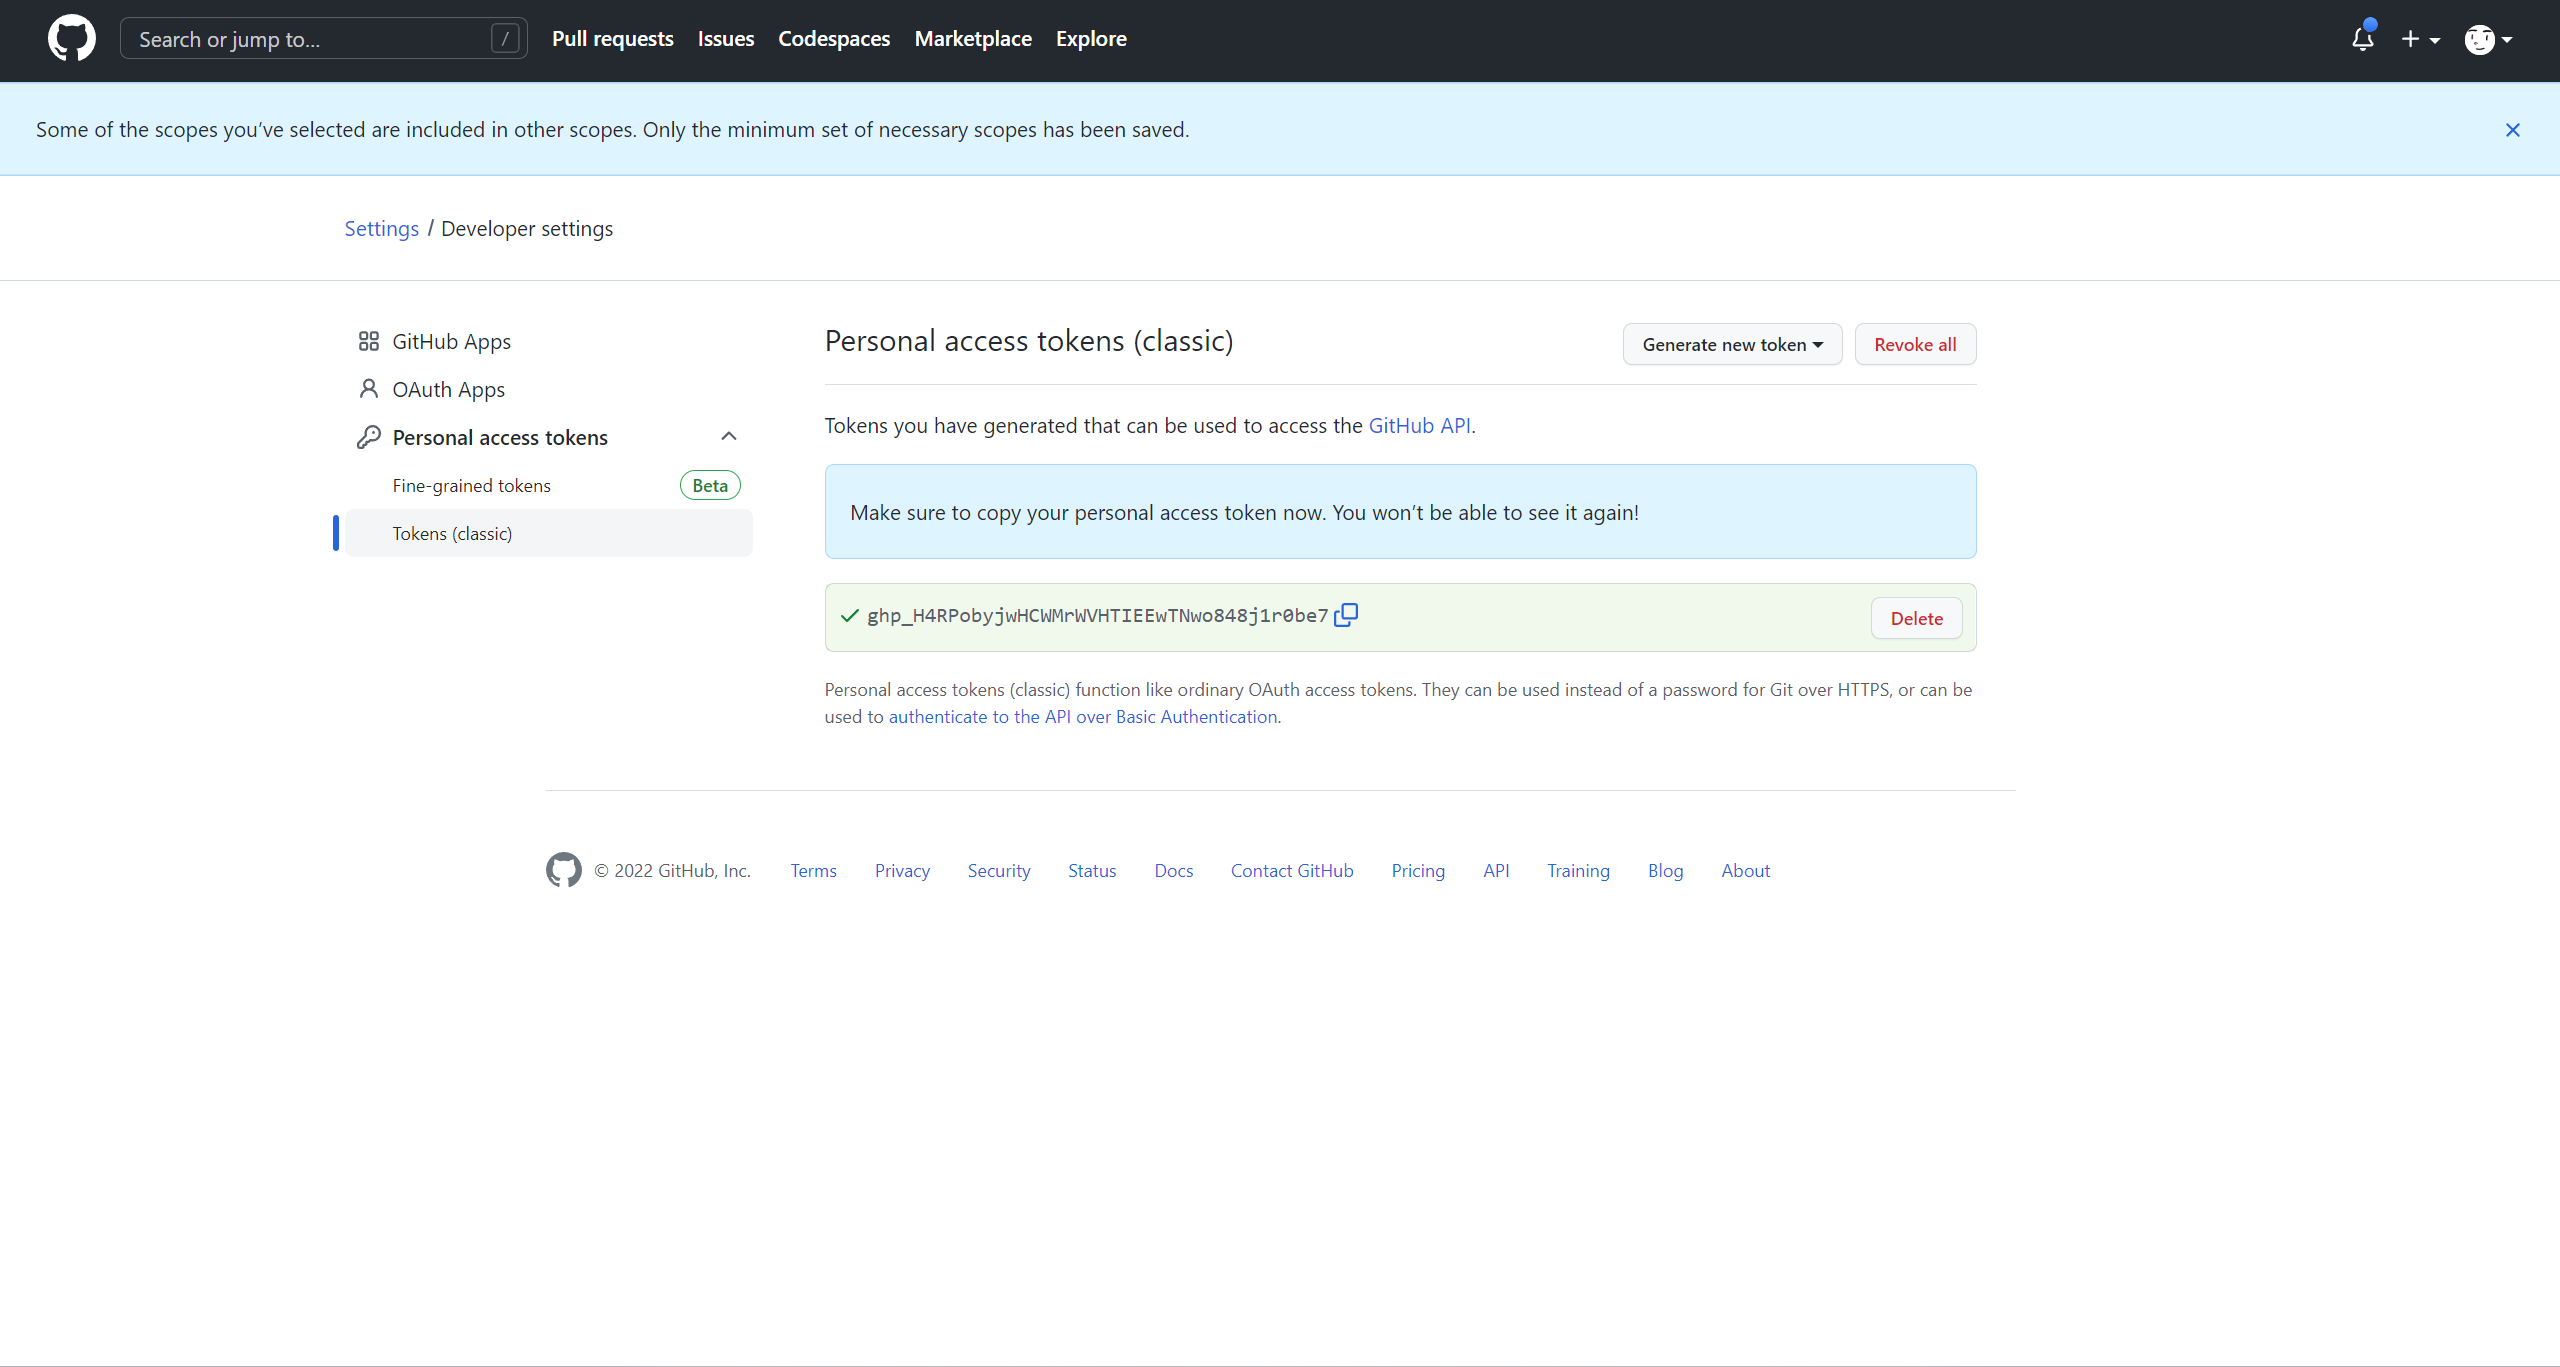 Search or jump to...
/
Pull requests
Issues
Codespaces
Marketplace
Explore
Some of the scopes you’ve selected are included in other scopes. Only the minimum set of necessary scopes has been saved.
Settings / Developer settings
GitHub Apps
OAuth Apps
Personal access tokens
Fine-grained tokens
Beta
Tokens (classic)
Personal access tokens (classic)
Generate new token
Revoke all
Tokens you have generated that can be used to access the GitHub API.
Make sure to copy your personal access token now. You won’t be able to see it again!
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
Delete
Personal access tokens (classic) function like ordinary OAuth access tokens. They can be used instead of a password for Git over HTTPS, or can be
used to authenticate to the API over Basic Authentication.
© 2022 GitHub, Inc.
Terms
Privacy
Security
Status
Docs
Contact GitHub
Pricing
API
Training
Blog
About